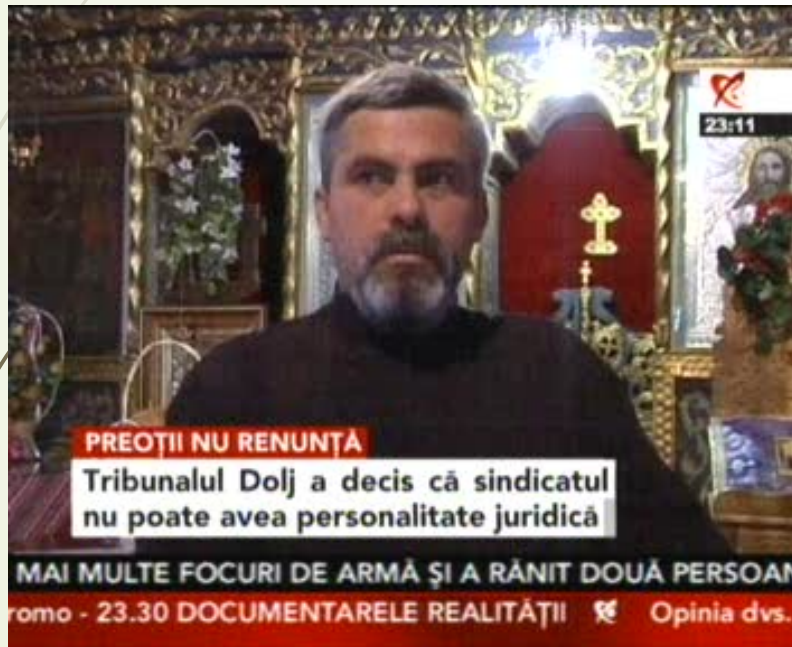 23:11
PREOȚII NU RENUNȚĂ
Tribunalul Dolj a decis că sindicatul
nu poate avea personalitate juridică
MAI MULTE FOCURI DE ARMĂ ȘI A RĂNIT DOUĂ PERSOAN
romo - 23.30 DOCUMENTARELE REALITĂȚII Opinia dvs.